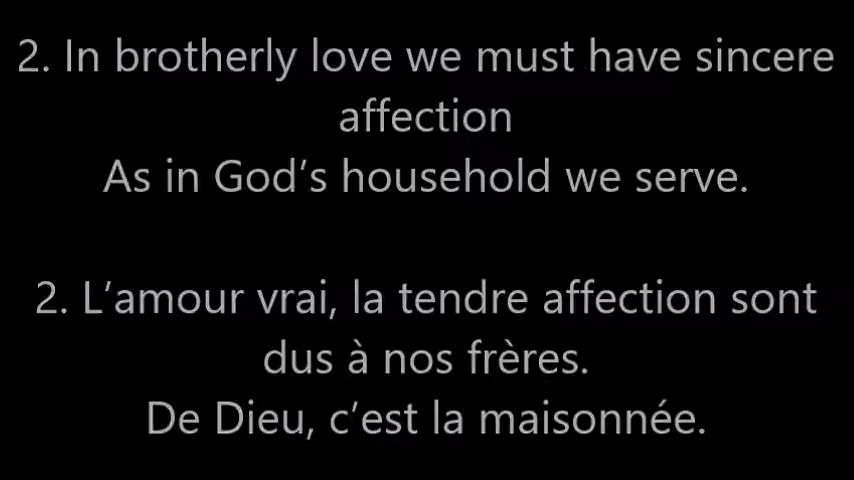 2. In brotherly love we must have sincere
affection
As in God’s household we serve.
2. L’amour vrai, la tendre affection sont
dus à nos frères.
De Dieu, c’est la maisonnée.